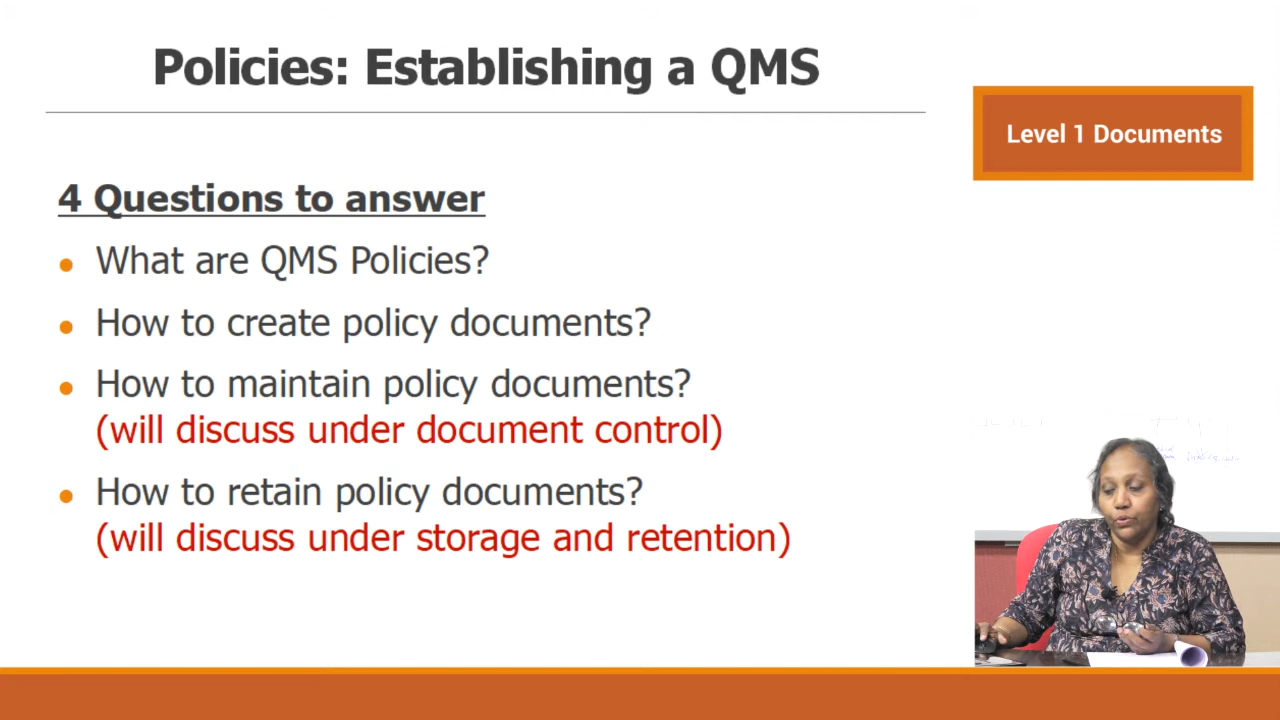 Policies: Establishing a QMS
Level 1 Documents
4 Questions to answer
What are QMS Policies?
How to create policy documents?
How to maintain policy documents?
(will discuss under document control)
How to retain policy documents?
(will discuss under storage and retention)